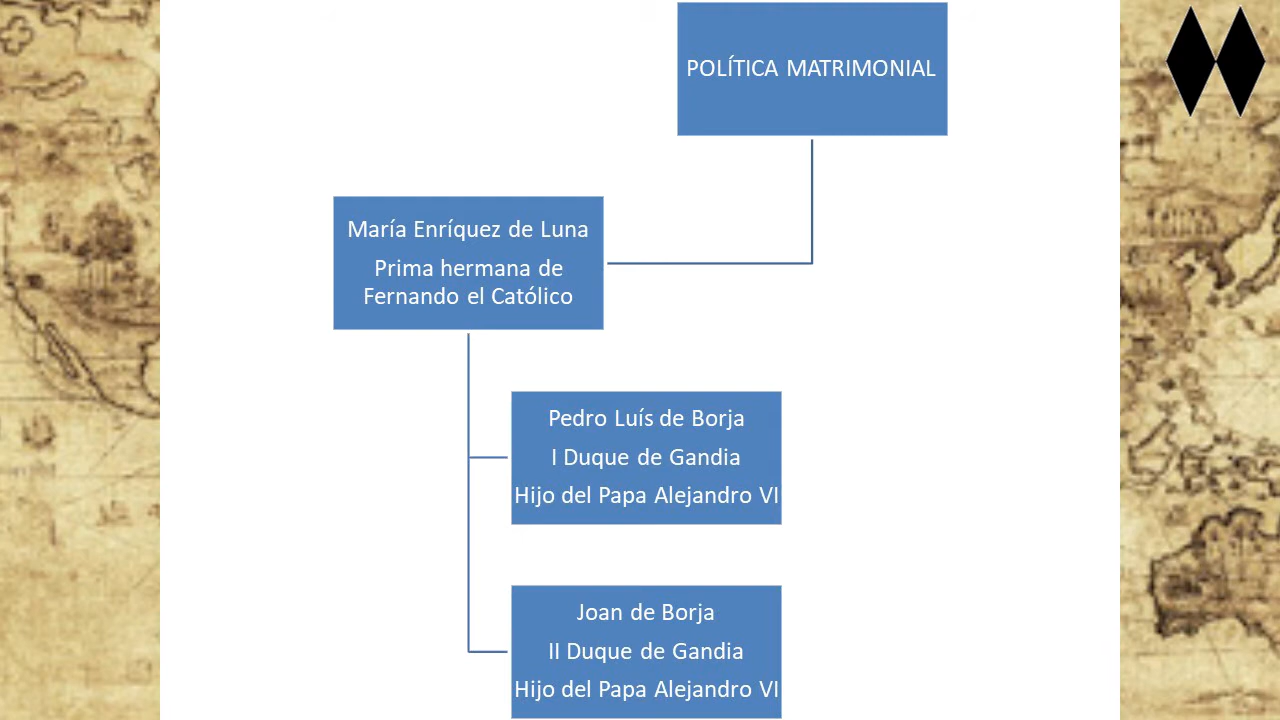 POLÍTICA MATRIMONIAL
María Enríquez de Luna
Prima hermana de
Fernando el Católico
Pedro Luís de Borja
I Duque de Gandia
Hijo del Papa Alejandro VI
Joan de Borja
II Duque de Gandia
Hijo del Papa Alejandro VI